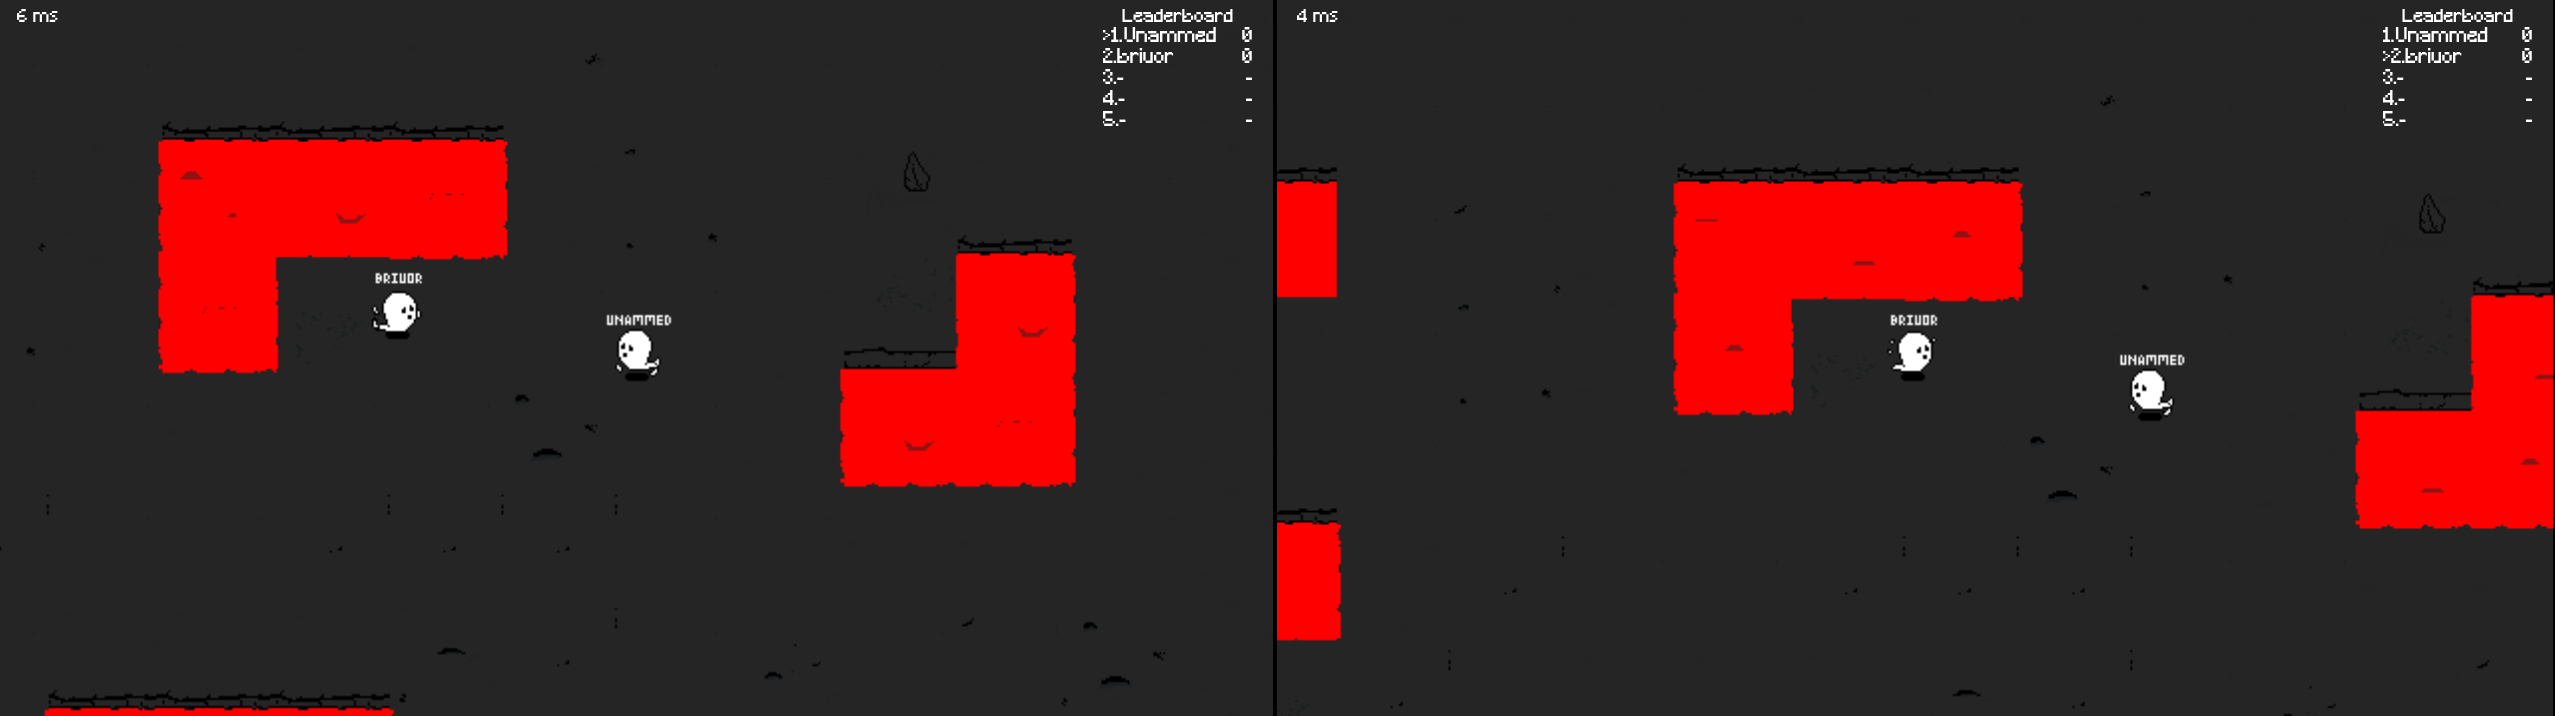 6 ms
Leaderboard
>1.Unammed 0
2.briuor 0
3.- -
4.- -
5.- -
BRIUOR
UNAMMED
4 ms
Leaderboard
1.Unammed 0
>2.briuor 0
3.- -
4.- -
5.- -
BRIUOR
UNAMMED